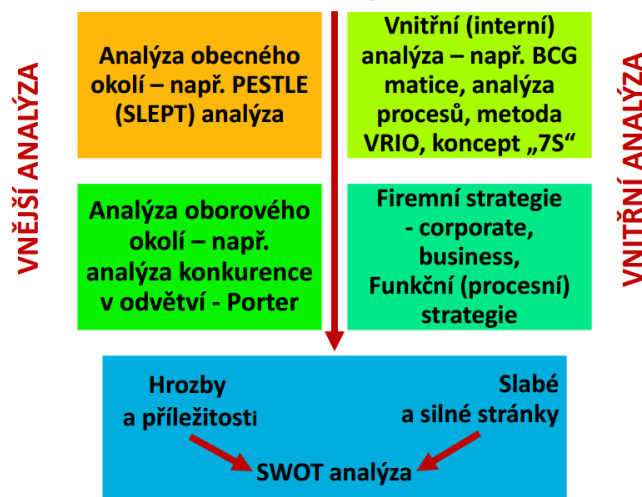 VNĚJŠÍ ANALÝZA
Analýza obecného
okolí – např. PESTLE
(SLEPT) analýza
Vnitřní (interní)
analýza – např. BCG
matice, analýza
procesů, metoda
VRIO, koncept „7S“
VNITŘNÍ ANALÝZA
Analýza oborového
okolí – např.
analýza konkurence
v odvětví - Porter
Firemní strategie
- corporate,
business,
Funkční (procesní)
strategie
Hrozby
a příležitosti
Slabé
a silné stránky
SWOT analýza